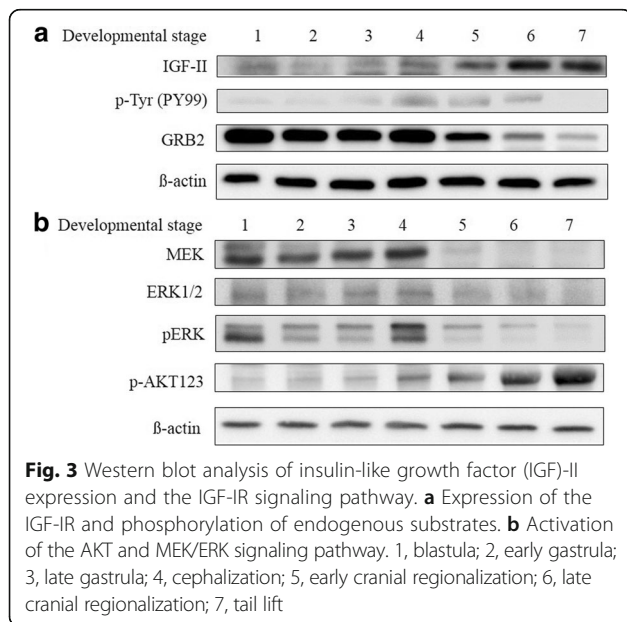 a Developmental stage 1 2 3 4 5 6 7
IGF-II
p-Tyr (PY99)
GRB2
ß-actin
b Developmental stage 1 2 3 4 5 6 7
MEK
ERK1/2
pERK
p-AKT123
ß-actin
Fig. 3 Western blot analysis of insulin-like growth factor (IGF)-II
expression and the IGF-IR signaling pathway. a Expression of the
IGF-IR and phosphorylation of endogenous substrates. b Activation
of the AKT and MEK/ERK signaling pathway. 1, blastula; 2, early gastrula;
3, late gastrula; 4, cephalization; 5, early cranial regionalization; 6, late
cranial regionalization; 7, tail lift